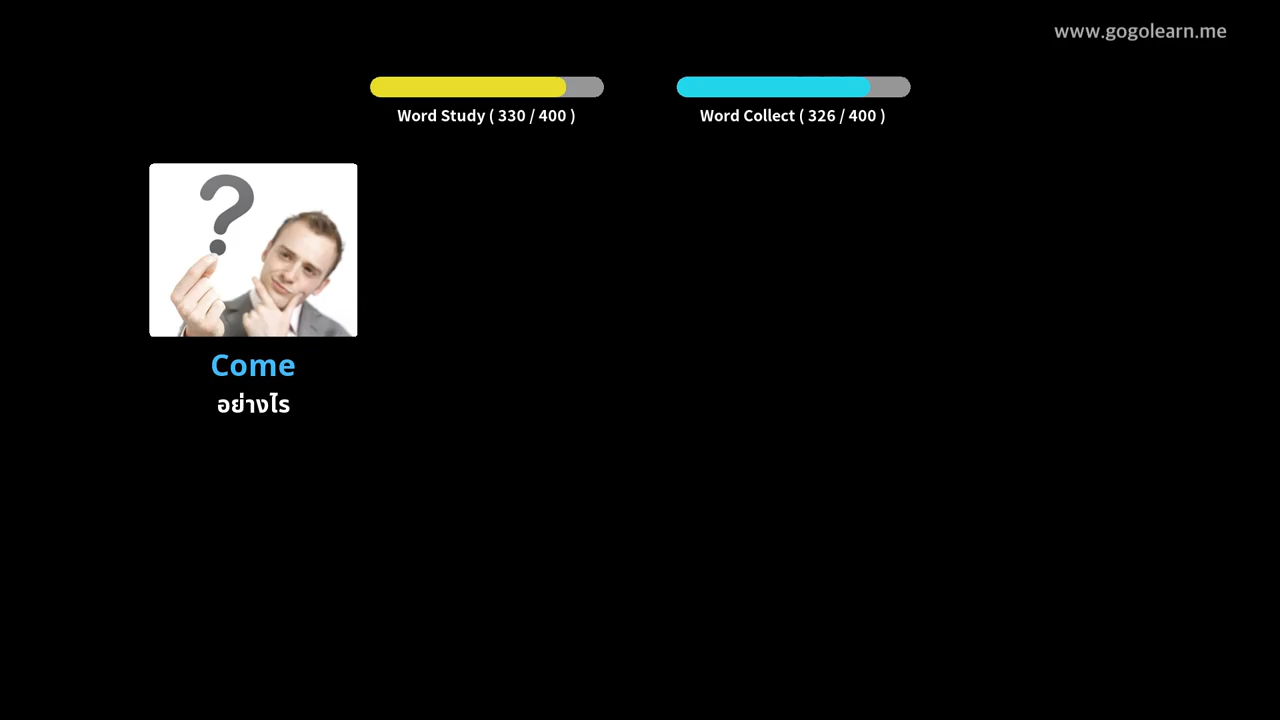 www.gogolearn.me
Word Study ( 330 / 400 )
Word Collect ( 326 / 400 )
?
Come
อย่างไร